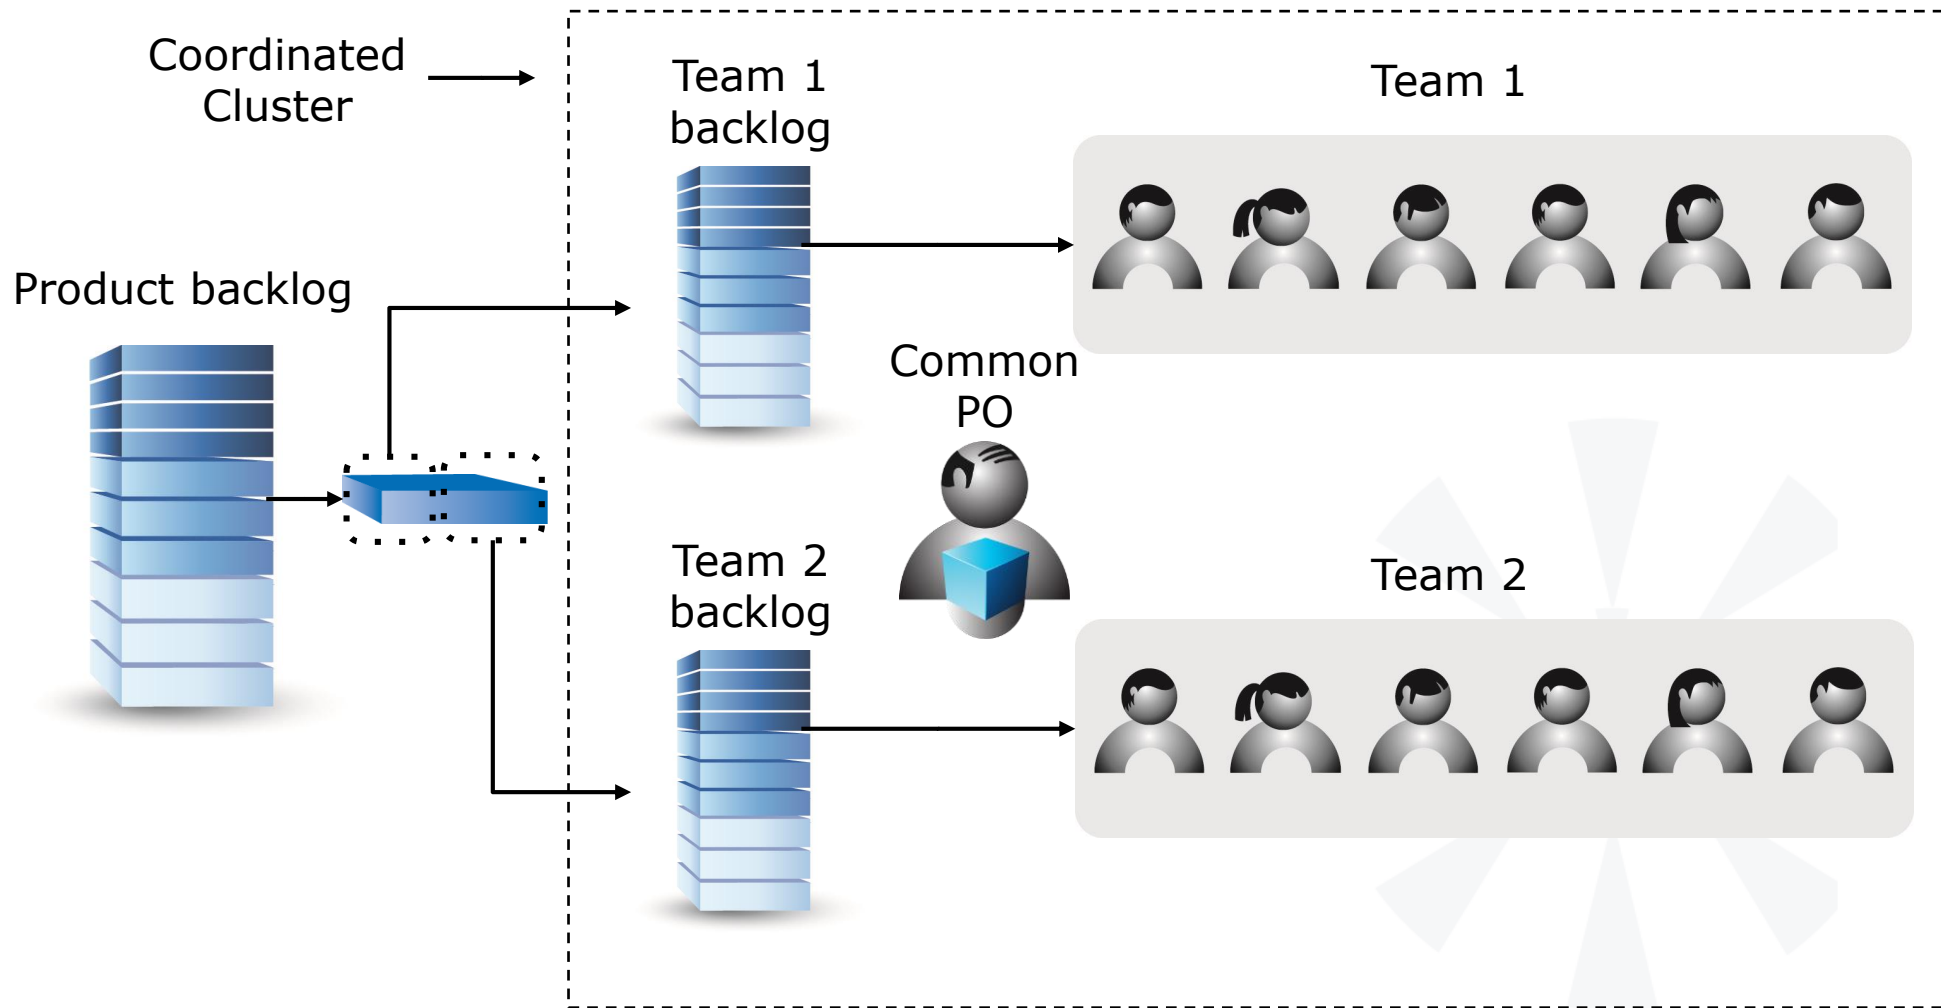 Coordinated
Cluster
Team 1
backlog
Team 1
Product backlog
Common
PO
Team 2
backlog
Team 2